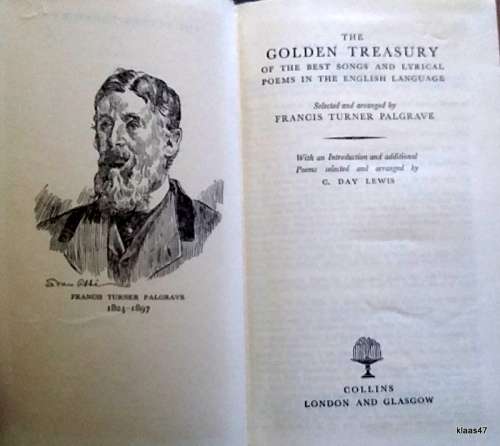 FRANCIS TURNER PALGRAVE
1824–1897
THE
GOLDEN TREASURY
OF THE BEST SONGS AND LYRICAL
POEMS IN THE ENGLISH LANGUAGE
Selected and arranged by
FRANCIS TURNER PALGRAVE
With an Introduction and additional
Poems selected and arranged by
C. DAY LEWIS
COLLINS
LONDON AND GLASGOW
klaas47